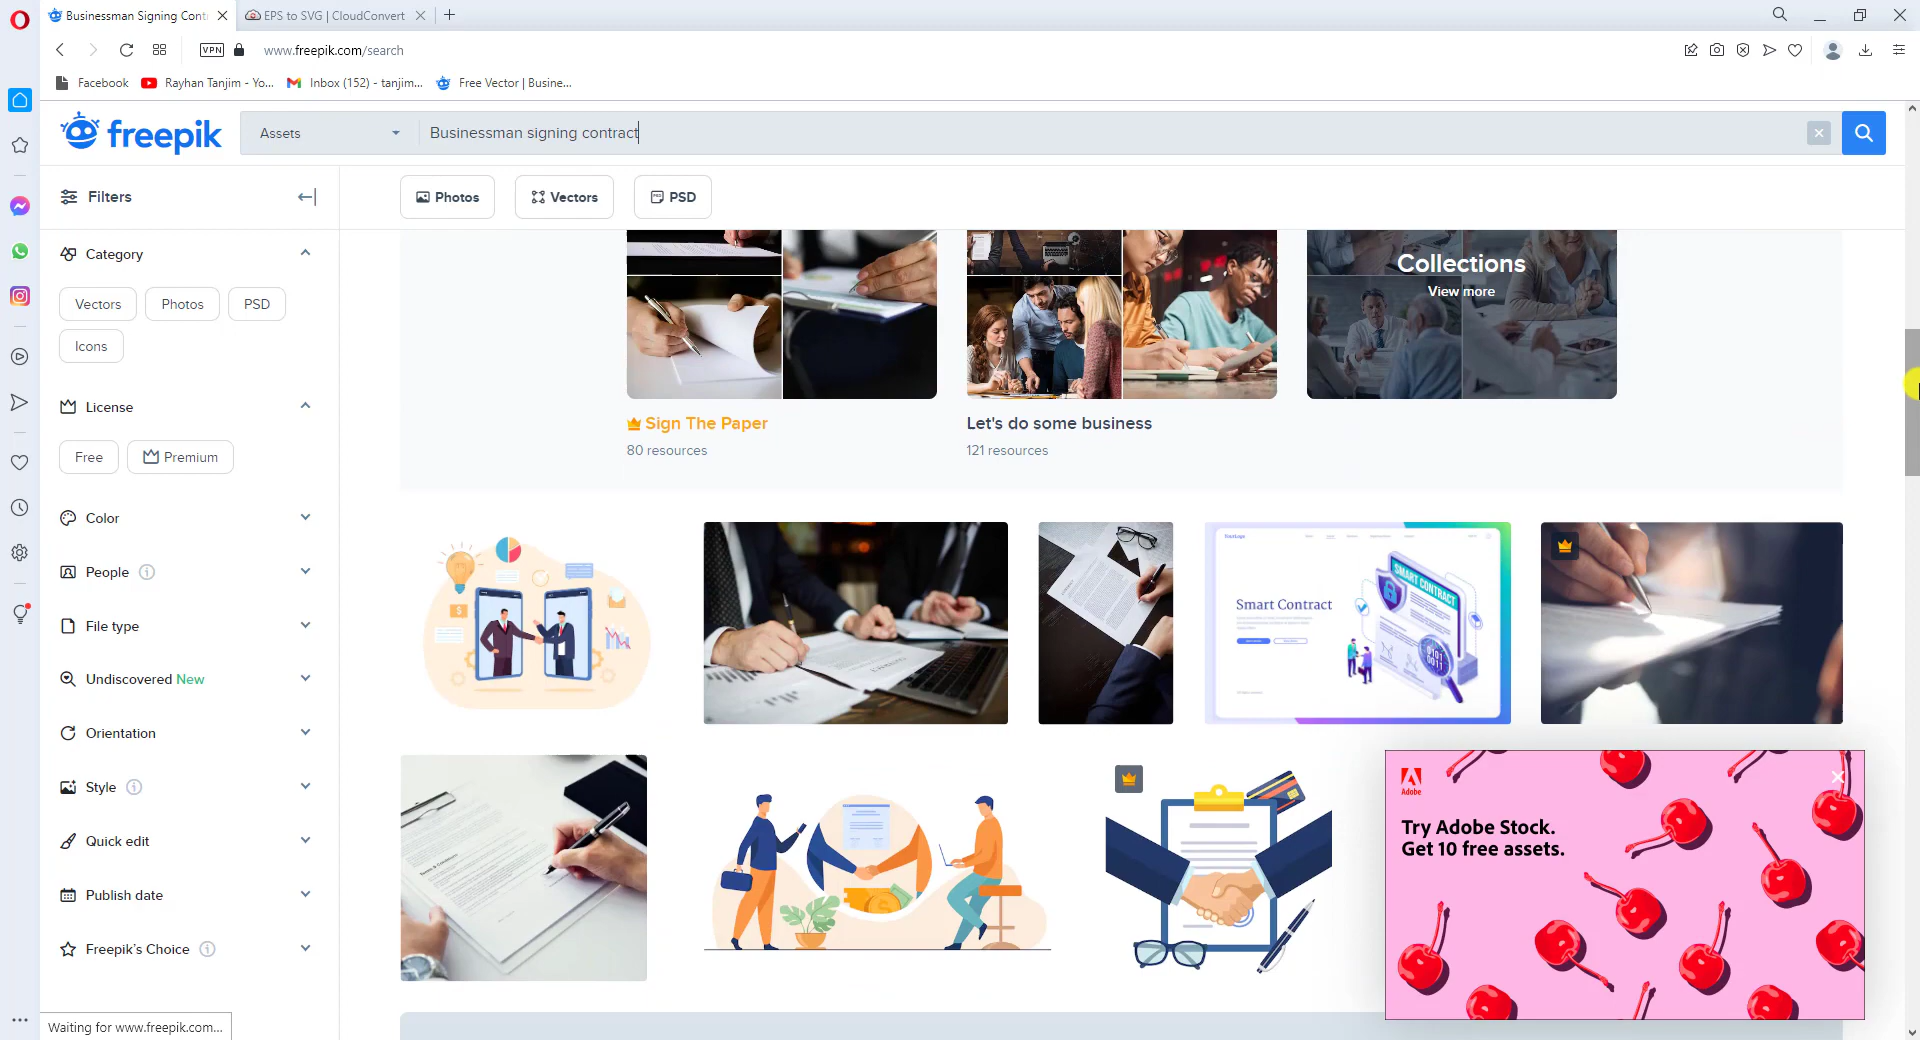 Businessman Signing Cont
EPS to SVG | CloudConvert
VPN
www.freepik.com/search
Facebook
Rayhan Tanjim - Yo...
Inbox (152) - tanjim...
Free Vector | Busine...
freepik
Assets
Businessman signing contract
Filters
Photos
Vectors
PSD
Category
Vectors
Photos
PSD
Icons
License
Free
Premium
Color
People
File type
Undiscovered New
Orientation
Style
Quick edit
Publish date
Freepik's Choice
Collections
View more
Sign The Paper
80 resources
Let's do some business
121 resources
Smart Contract
SMART CONTRACT
Adobe
Try Adobe Stock.
Get 10 free assets.
Waiting for www.freepik.com...